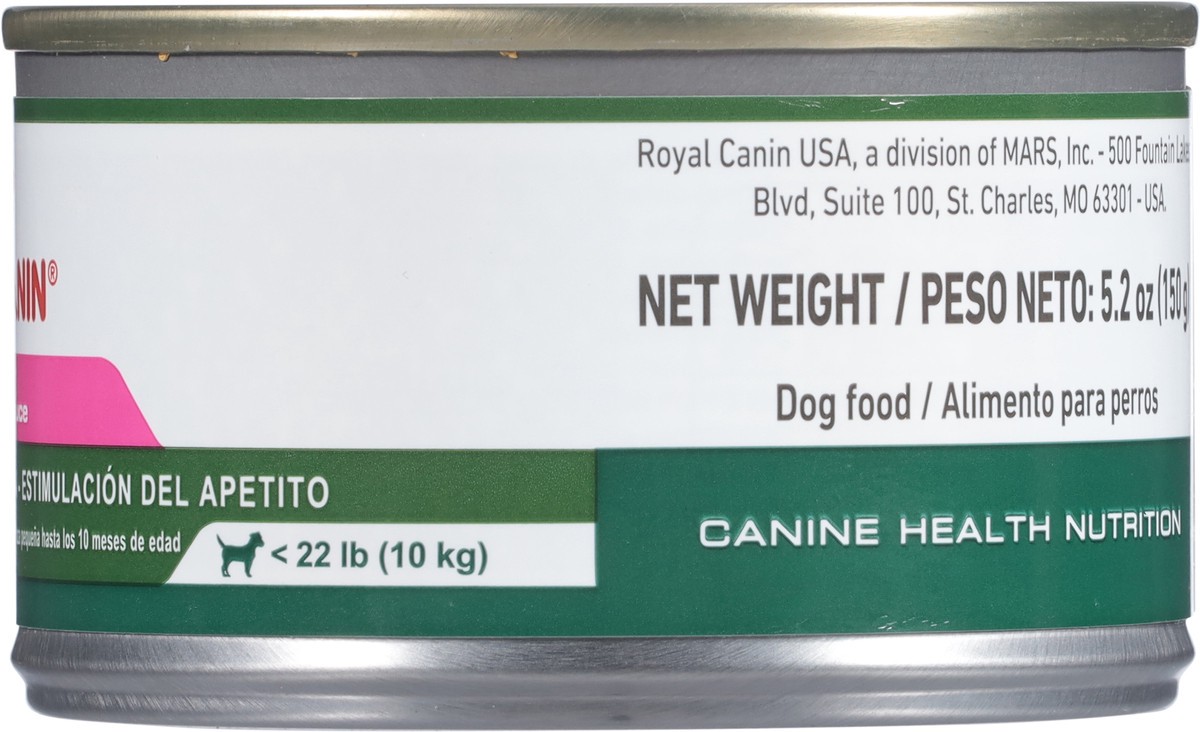 Royal Canin USA, a division of MARS, Inc. - 500 Fountain Lakes
Blvd, Suite 100, St. Charles, MO 63301 - USA.
NET WEIGHT / PESO NETO: 5.2 oz (150 g
Dog food / Alimento para perros
ANIN®
uce
- ESTIMULACIÓN DEL APETITO
pequeña hasta los 10 meses de edad
< 22 lb (10 kg)
CANINE HEALTH NUTRITION